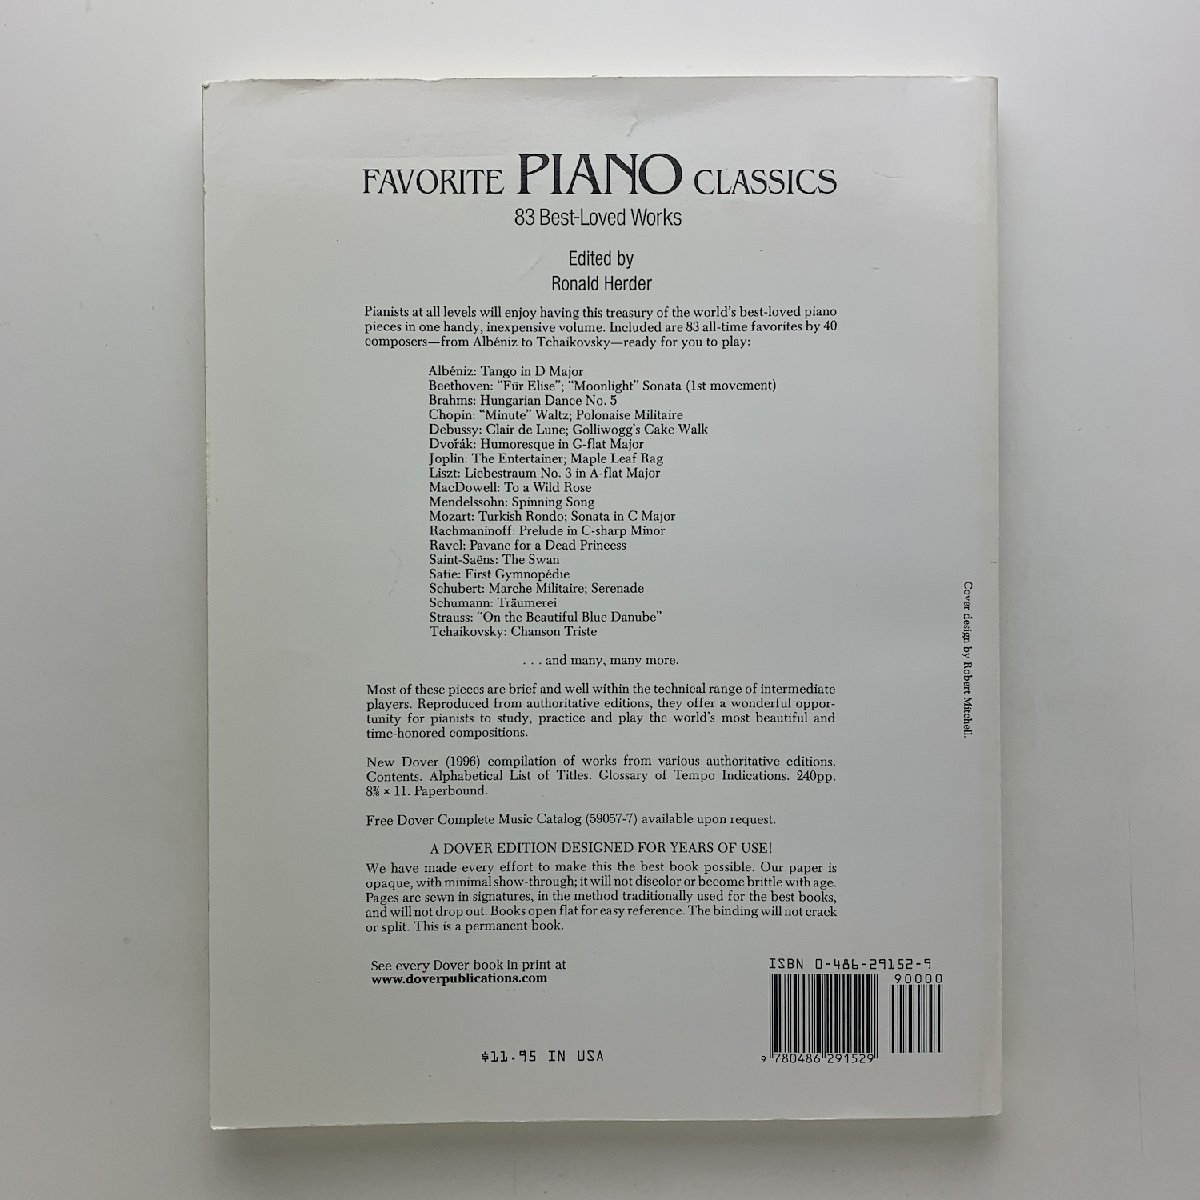 FAVORITE PIANO CLASSICS
83 Best-Loved Works
Edited by
Ronald Herder
Pianists at all levels will enjoy having this treasury of the world's best-loved piano
pieces in one handy, inexpensive volume. Included are 83 all-time favorites by 40
composers—from Albéniz to Tchaikovsky—ready for you to play:
Albéniz: Tango in D Major
Beethoven: "Für Elise"; "Moonlight" Sonata (1st movement)
Brahms: Hungarian Dance No. 5
Chopin: "Minute" Waltz; Polonaise Militaire
Debussy: Clair de Lune; Golliwogg's Cake Walk
Dvořák: Humoresque in G-flat Major
Joplin: The Entertainer; Maple Leaf Rag
Liszt: Liebestraum No. 3 in A-flat Major
MacDowell: To a Wild Rose
Mendelssohn: Spinning Song
Mozart: Turkish Rondo; Sonata in C Major
Rachmaninoff: Prelude in C-sharp Minor
Ravel: Pavane for a Dead Princess
Saint-Saëns: The Swan
Satie: First Gymnopédie
Schubert: Marche Militaire; Serenade
Schumann: Träumerei
Strauss: "On the Beautiful Blue Danube"
Tchaikovsky: Chanson Triste
. . . and many, many more.
Most of these pieces are brief and well within the technical range of intermediate
players. Reproduced from authoritative editions, they offer a wonderful oppor-
tunity for pianists to study, practice and play the world's most beautiful and
time-honored compositions.
New Dover (1996) compilation of works from various authoritative editions.
Contents. Alphabetical List of Titles. Glossary of Tempo Indications. 240pp.
8⅜ × 11. Paperbound.
Free Dover Complete Music Catalog (59057-7) available upon request.
A DOVER EDITION DESIGNED FOR YEARS OF USE!
We have made every effort to make this the best book possible. Our paper is
opaque, with minimal show-through; it will not discolor or become brittle with age.
Pages are sewn in signatures, in the method traditionally used for the best books,
and will not drop out. Books open flat for easy reference. The binding will not crack
or split. This is a permanent book.
See every Dover book in print at
www.doverpublications.com
$11.95 IN USA
ISBN 0-486-29152-9
90000
9 780486 291529
Cover design by Robert Mitchell.